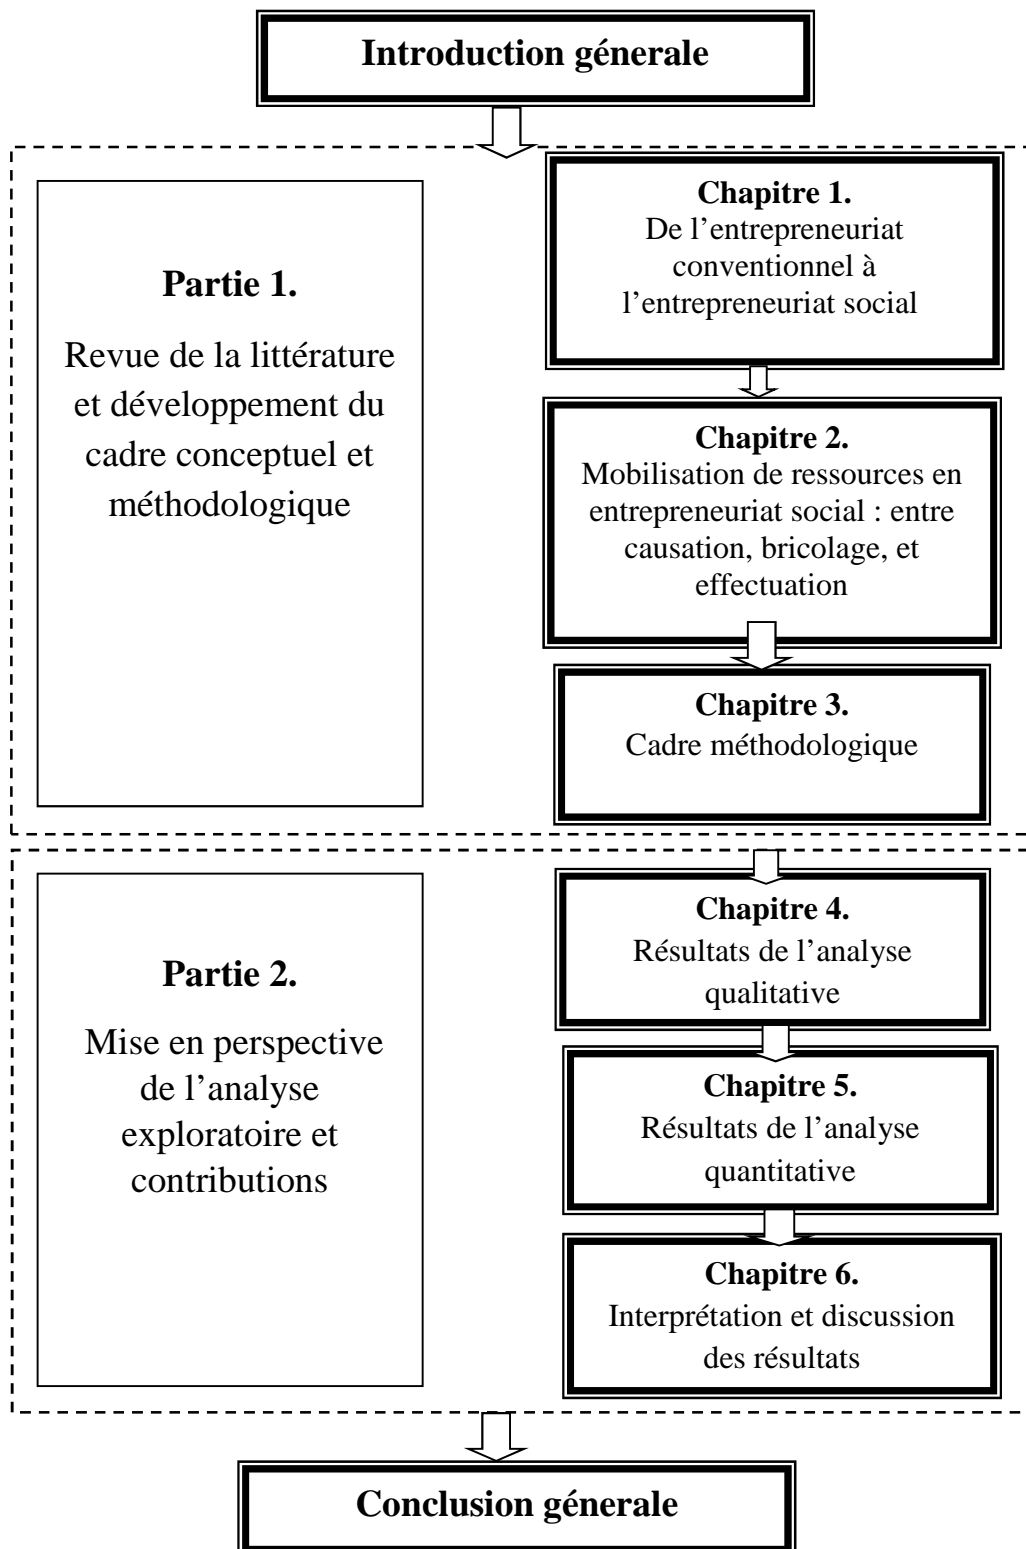 Introduction génerale
Partie 1.
Revue de la littérature
et développement du
cadre conceptuel et
méthodologique
Chapitre 1.
De l’entrepreneuriat
conventionnel à
l’entrepreneuriat social
Chapitre 2.
Mobilisation de ressources en
entrepreneuriat social : entre
causation, bricolage, et
effectuation
Chapitre 3.
Cadre méthodologique
Partie 2.
Mise en perspective
de l’analyse
exploratoire et
contributions
Chapitre 4.
Résultats de l’analyse
qualitative
Chapitre 5.
Résultats de l’analyse
quantitative
Chapitre 6.
Interprétation et discussion
des résultats
Conclusion génerale